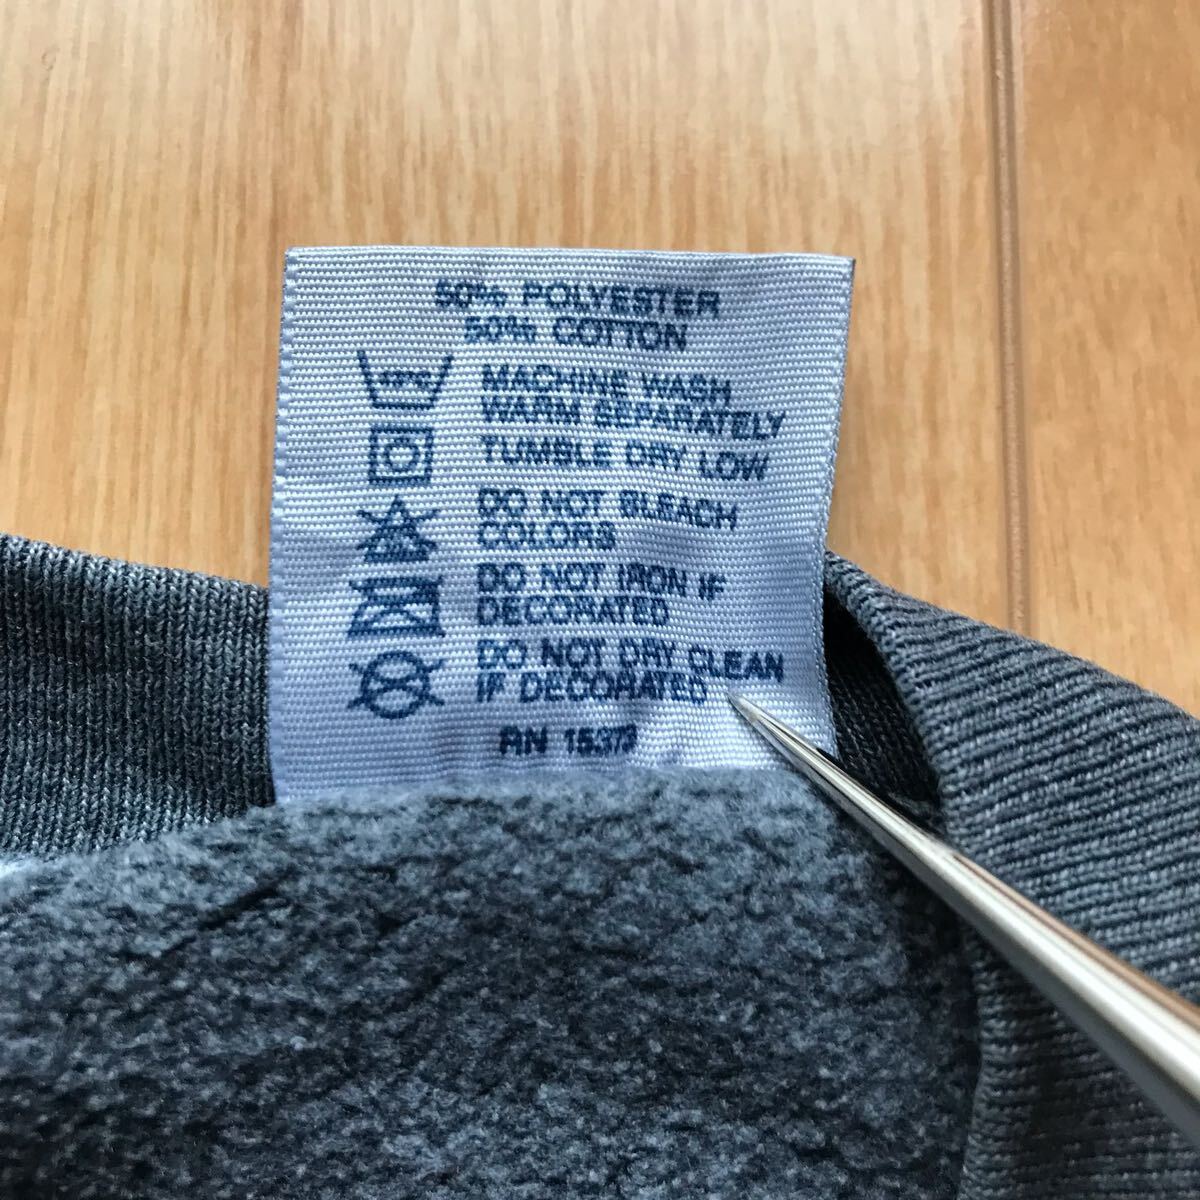 50% POLYESTER
50% COTTON
MACHINE WASH
WARM SEPARATELY
TUMBLE DRY LOW
DO NOT BLEACH
COLORS
DO NOT IRON IF
DECORATED
DO NOT DRY CLEAN
IF DECORATED
RN 15379